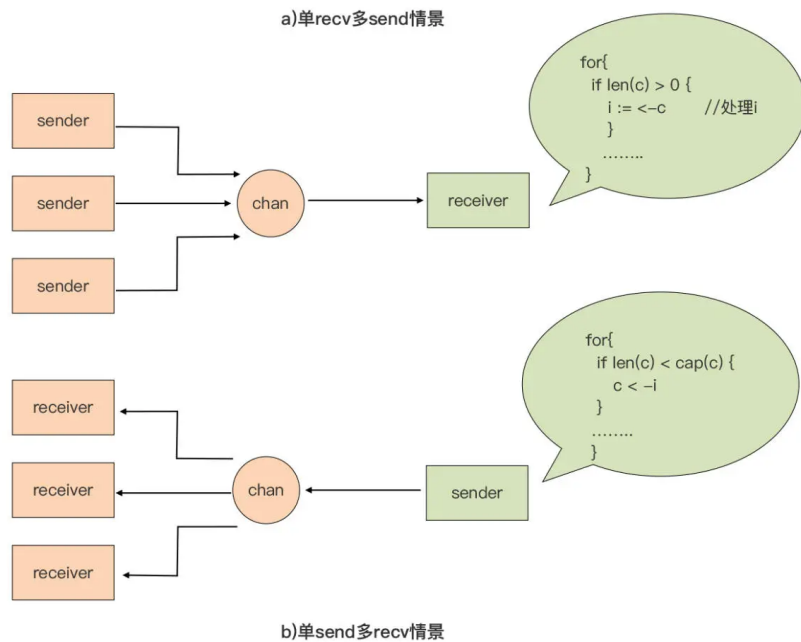 a)单recv多send情景
for{
if len(c) > 0 {
i := <-c //处理i
}
........
}
sender
sender
sender
chan
receiver
for{
if len(c) < cap(c) {
c < -i
}
........
}
receiver
receiver
receiver
chan
sender
b)单send多recv情景